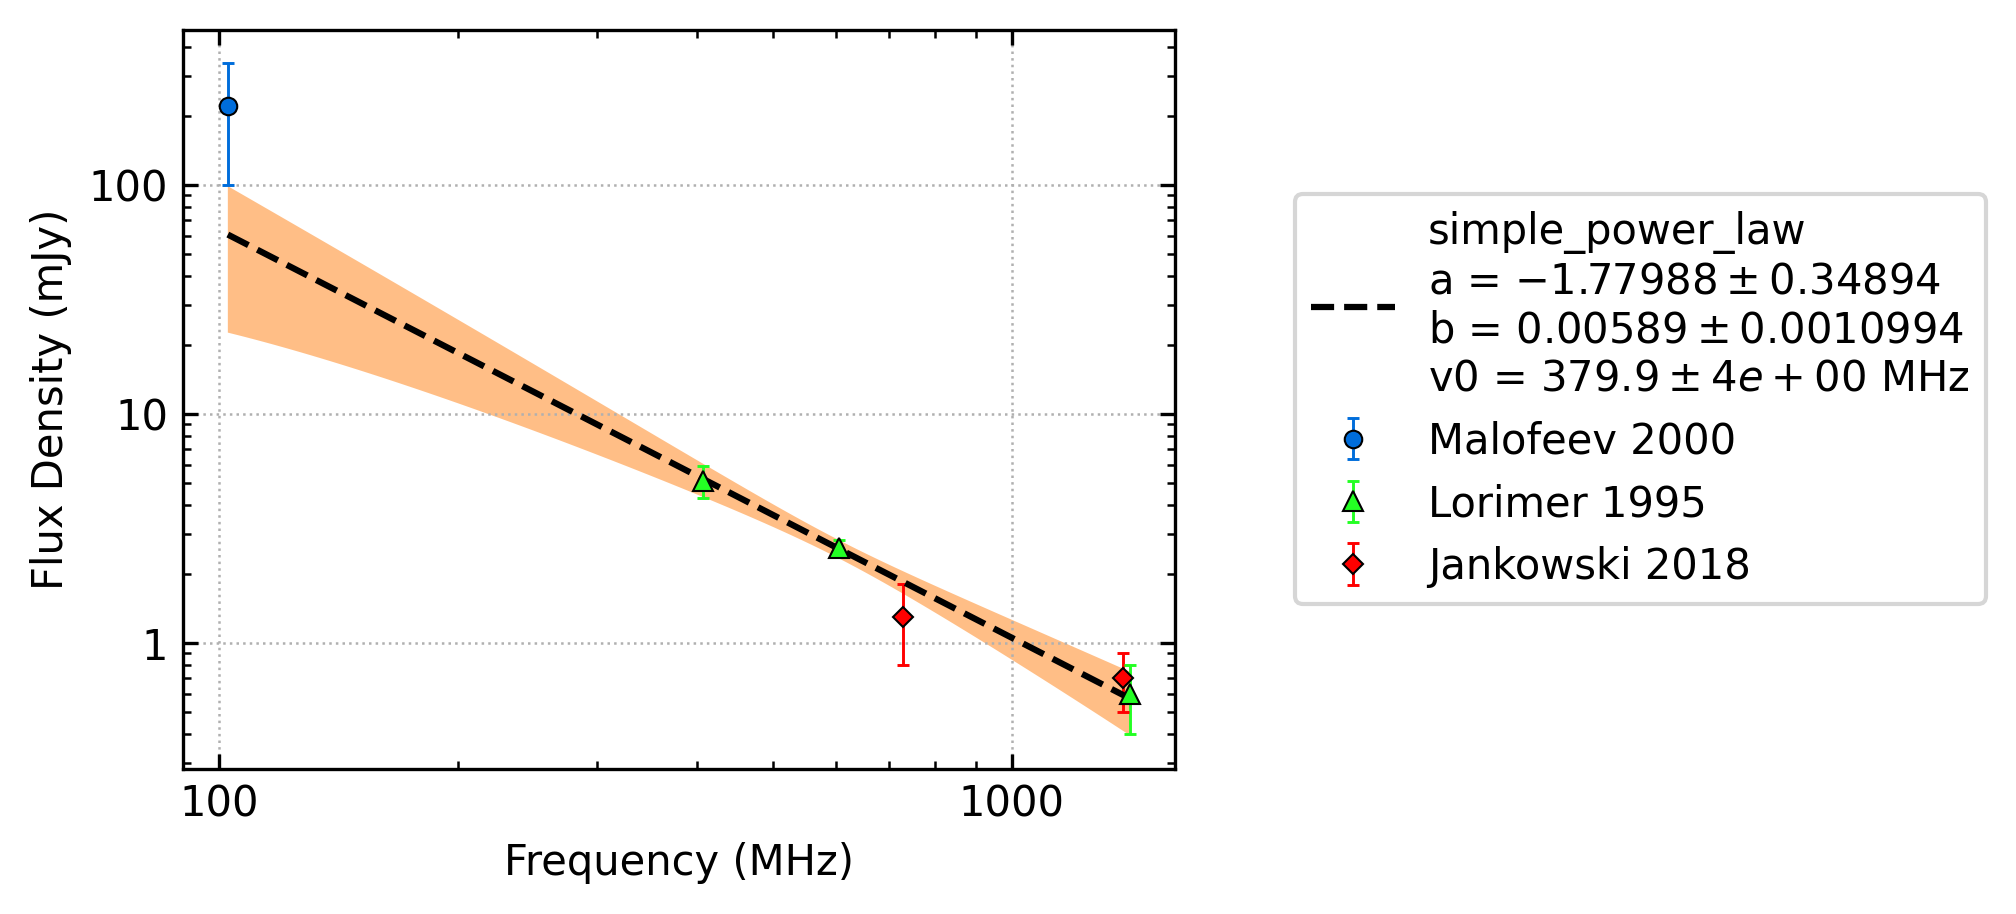 Flux Density (mJy)
100
10
1
100
1000
Frequency (MHz)
simple_power_law
a = −1.77988 ± 0.34894
b = 0.00589 ± 0.0010994
v0 = 379.9 ± 4e + 00 MHz
Malofeev 2000
Lorimer 1995
Jankowski 2018